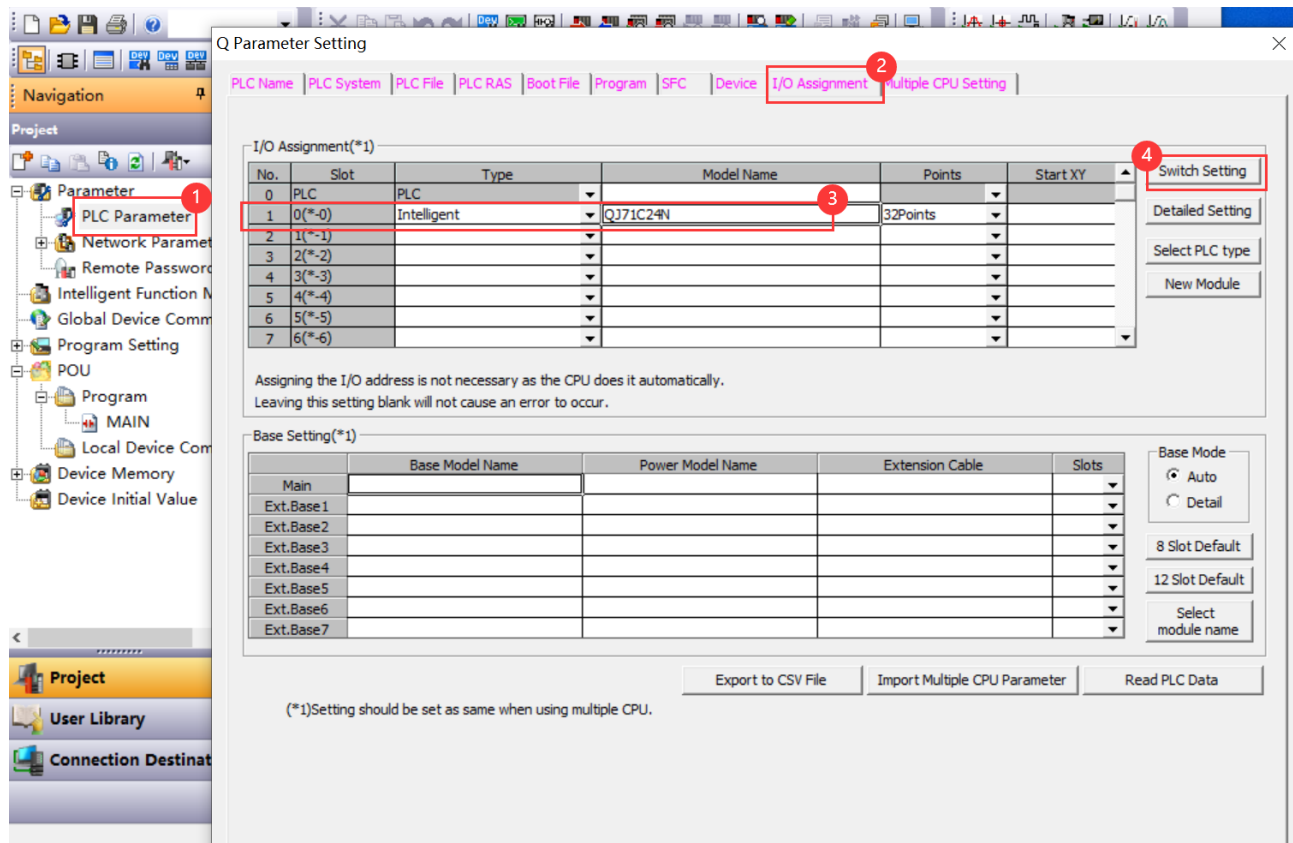 Q Parameter Setting
Navigation
Project
Parameter
PLC Parameter
Network Paramet
Remote Password
Intelligent Function M
Global Device Comm
Program Setting
POU
Program
MAIN
Local Device Com
Device Memory
Device Initial Value
Project
User Library
Connection Destinat
1
PLC Name PLC System PLC File PLC RAS Boot File Program SFC Device I/O Assignment Multiple CPU Setting
2
I/O Assignment(*1)
No. Slot Type Model Name Points Start XY
0 PLC PLC
1 0(*-0) Intelligent QJ71C24N 32Points
2 1(*-1)
3 2(*-2)
4 3(*-3)
5 4(*-4)
6 5(*-5)
7 6(*-6)
3
4
Switch Setting
Detailed Setting
Select PLC type
New Module
Assigning the I/O address is not necessary as the CPU does it automatically.
Leaving this setting blank will not cause an error to occur.
Base Setting(*1)
Base Model Name Power Model Name Extension Cable Slots
Main
Ext.Base1
Ext.Base2
Ext.Base3
Ext.Base4
Ext.Base5
Ext.Base6
Ext.Base7
Base Mode
Auto
Detail
8 Slot Default
12 Slot Default
Select
module name
Export to CSV File Import Multiple CPU Parameter Read PLC Data
(*1)Setting should be set as same when using multiple CPU.